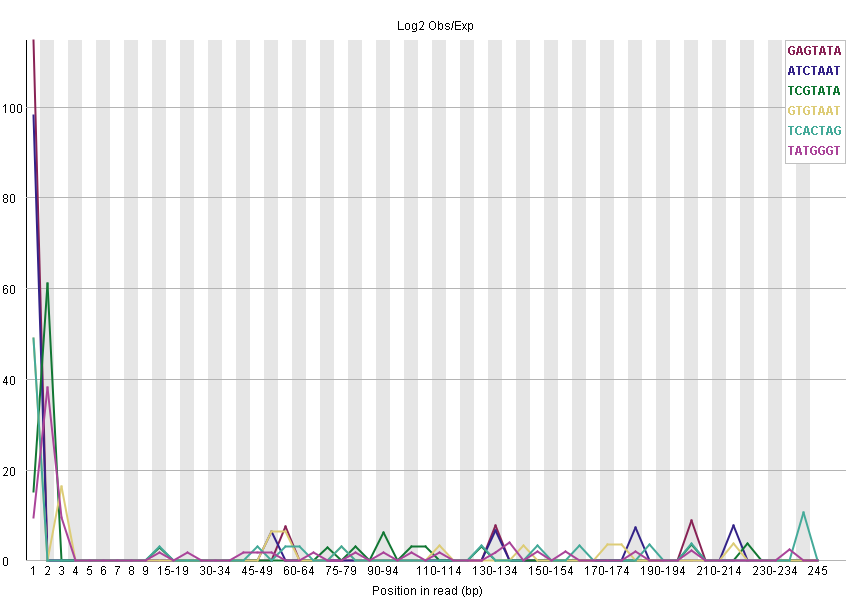 Log2 Obs/Exp
GAGTATA
ATCTAAT
TCGTATA
GTGTAAT
TCACTAG
TATGGGT
100
80
60
40
20
0
1 2 3 4 5 6 7 8 9 15-19 30-34 45-49 60-64 75-79 90-94 110-114 130-134 150-154 170-174 190-194 210-214 230-234 245
Position in read (bp)